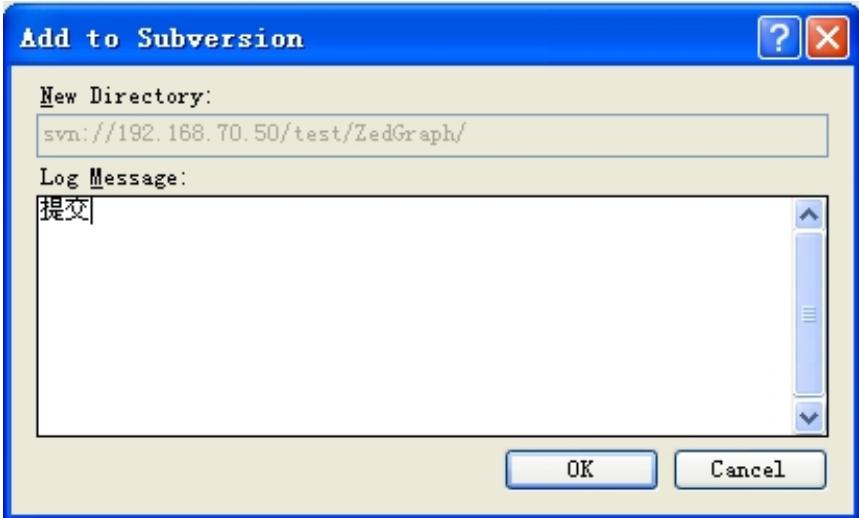 Add to Subversion
New Directory:
svn://192.168.70.50/test/ZedGraph/
Log Message:
提交
OK
Cancel